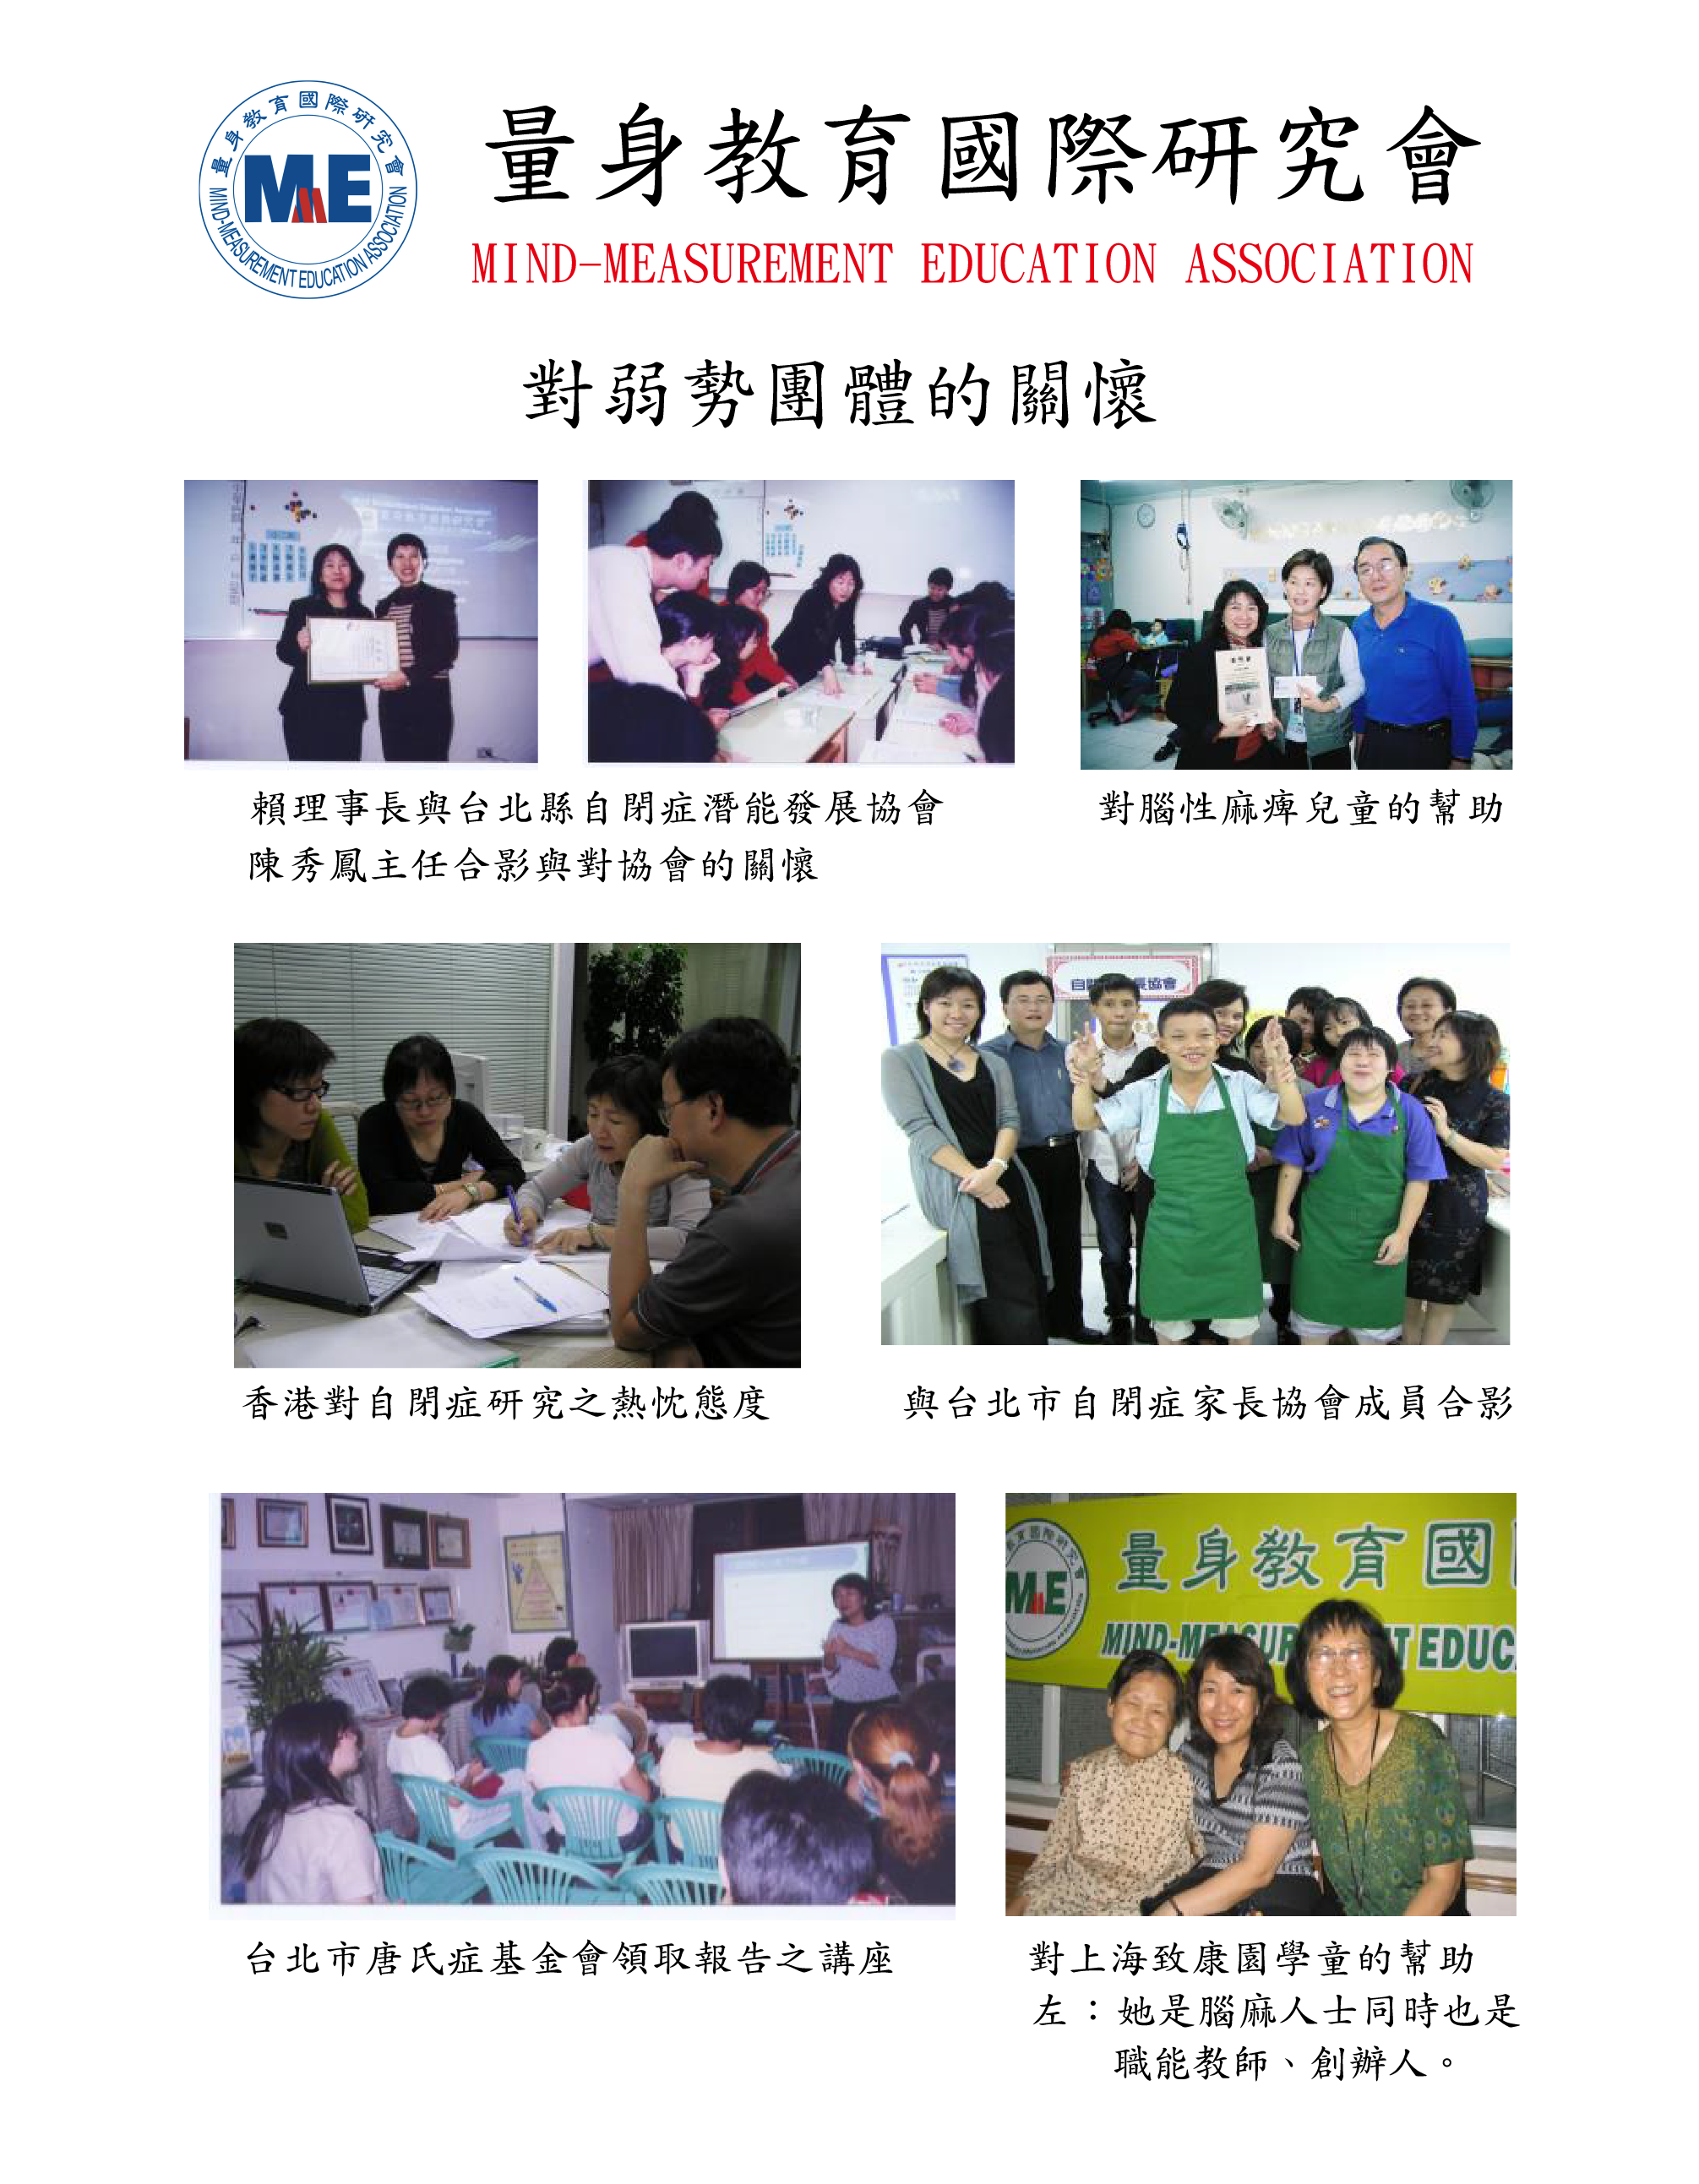 量身教育國際研究會
MIND-MEASUREMENT EDUCATION ASSOCIATION
ME
量身教育國際研究會
MIND-MEASUREMENT EDUCATION ASSOCIATION
對弱勢團體的關懷
賴理事長與台北縣自閉症潛能發展協會
陳秀鳳主任合影與對協會的關懷
對腦性麻痺兒童的幫助
自閉 長協會
香港對自閉症研究之熱忱態度
與台北市自閉症家長協會成員合影
量身教育國
ME
MIND-MEASUR T EDUC
台北市唐氏症基金會領取報告之講座
對上海致康園學童的幫助
左：她是腦麻人士同時也是
職能教師、創辦人。